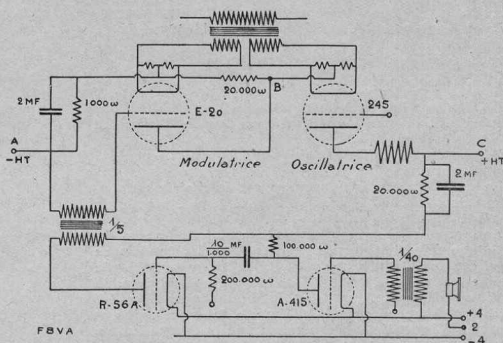 E-20
20.000ω
B
245
2MF
1000ω
A
-HT
Modulatrice
Oscillatrice
C
+HT
20.000ω
2MF
1/5
10/1.000 MF
100.000ω
1/40
200.000ω
R-56A
A.415
+4
2
-4
F8VA